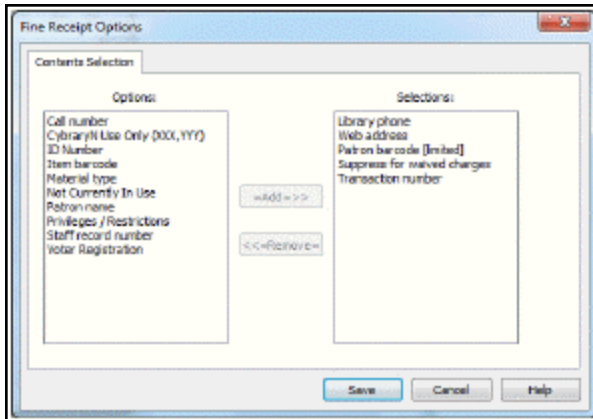 Fine Receipt Options
Contents Selection
Options:
Selections:
Call number
CybraryN Use Only (XXX,YYY)
ID Number
Item barcode
Material type
Not Currently In Use
Patron name
Privileges / Restrictions
Staff record number
Voter Registration
Library phone
Web address
Patron barcode [limited]
Suppress for waived charges
Transaction number
=Add=>>
<<=Remove=
Save
Cancel
Help